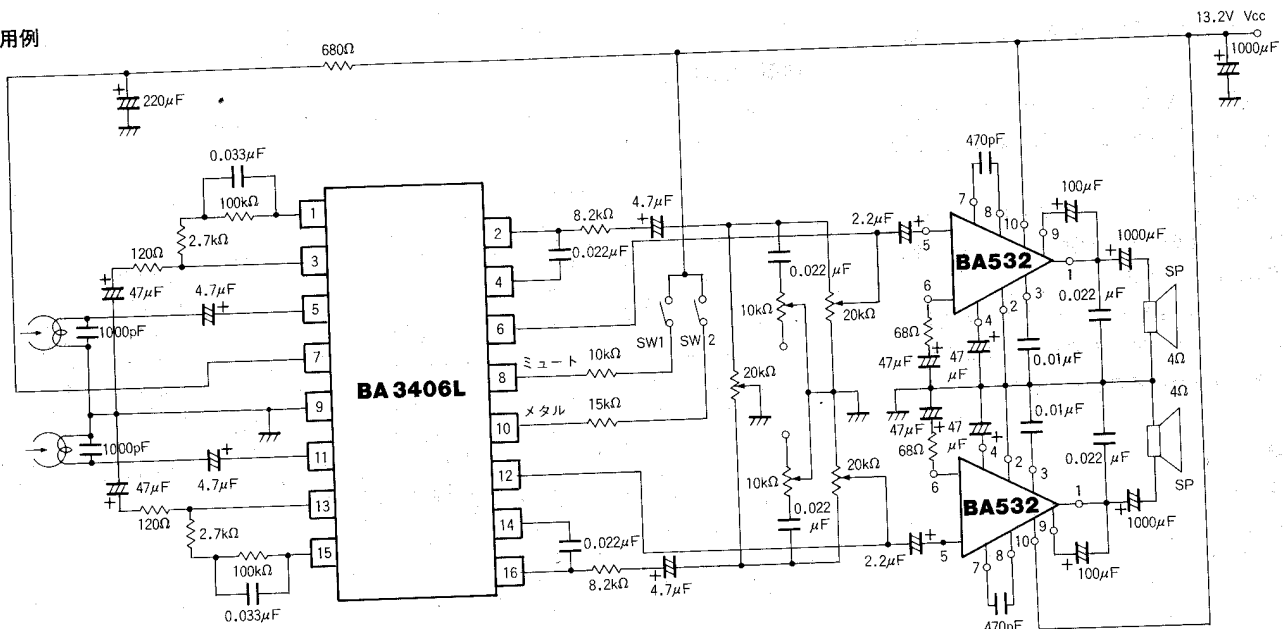 用例
13.2V Vcc
1000μF
680Ω
220μF
0.033μF
100kΩ
2.7kΩ
120Ω
47μF
4.7μF
1000pF
1000pF
4.7μF
47μF
120Ω
2.7kΩ
100kΩ
0.033μF
BA3406L
1
3
5
7
9
11
13
15
2
4
6
8
10
12
14
16
8.2kΩ
4.7μF
0.022μF
SW1
SW 2
ミュート
10kΩ
メタル
15kΩ
0.022μF
8.2kΩ
4.7μF
20kΩ
0.022 μF
10kΩ
20kΩ
10kΩ
0.022
μF
20kΩ
2.2μF
2.2μF
470pF
7
8
10
9
5
BA532
1
6
4
2
3
100μF
1000μF
SP
0.022
μF
4Ω
68Ω
47μF
47
μF
0.01μF
4Ω
47μF
47
μF
0.01μF
68Ω
0.022
μF
SP
6
4
2
3
BA532
1
5
7
8
10
9
1000μF
100μF
470pF